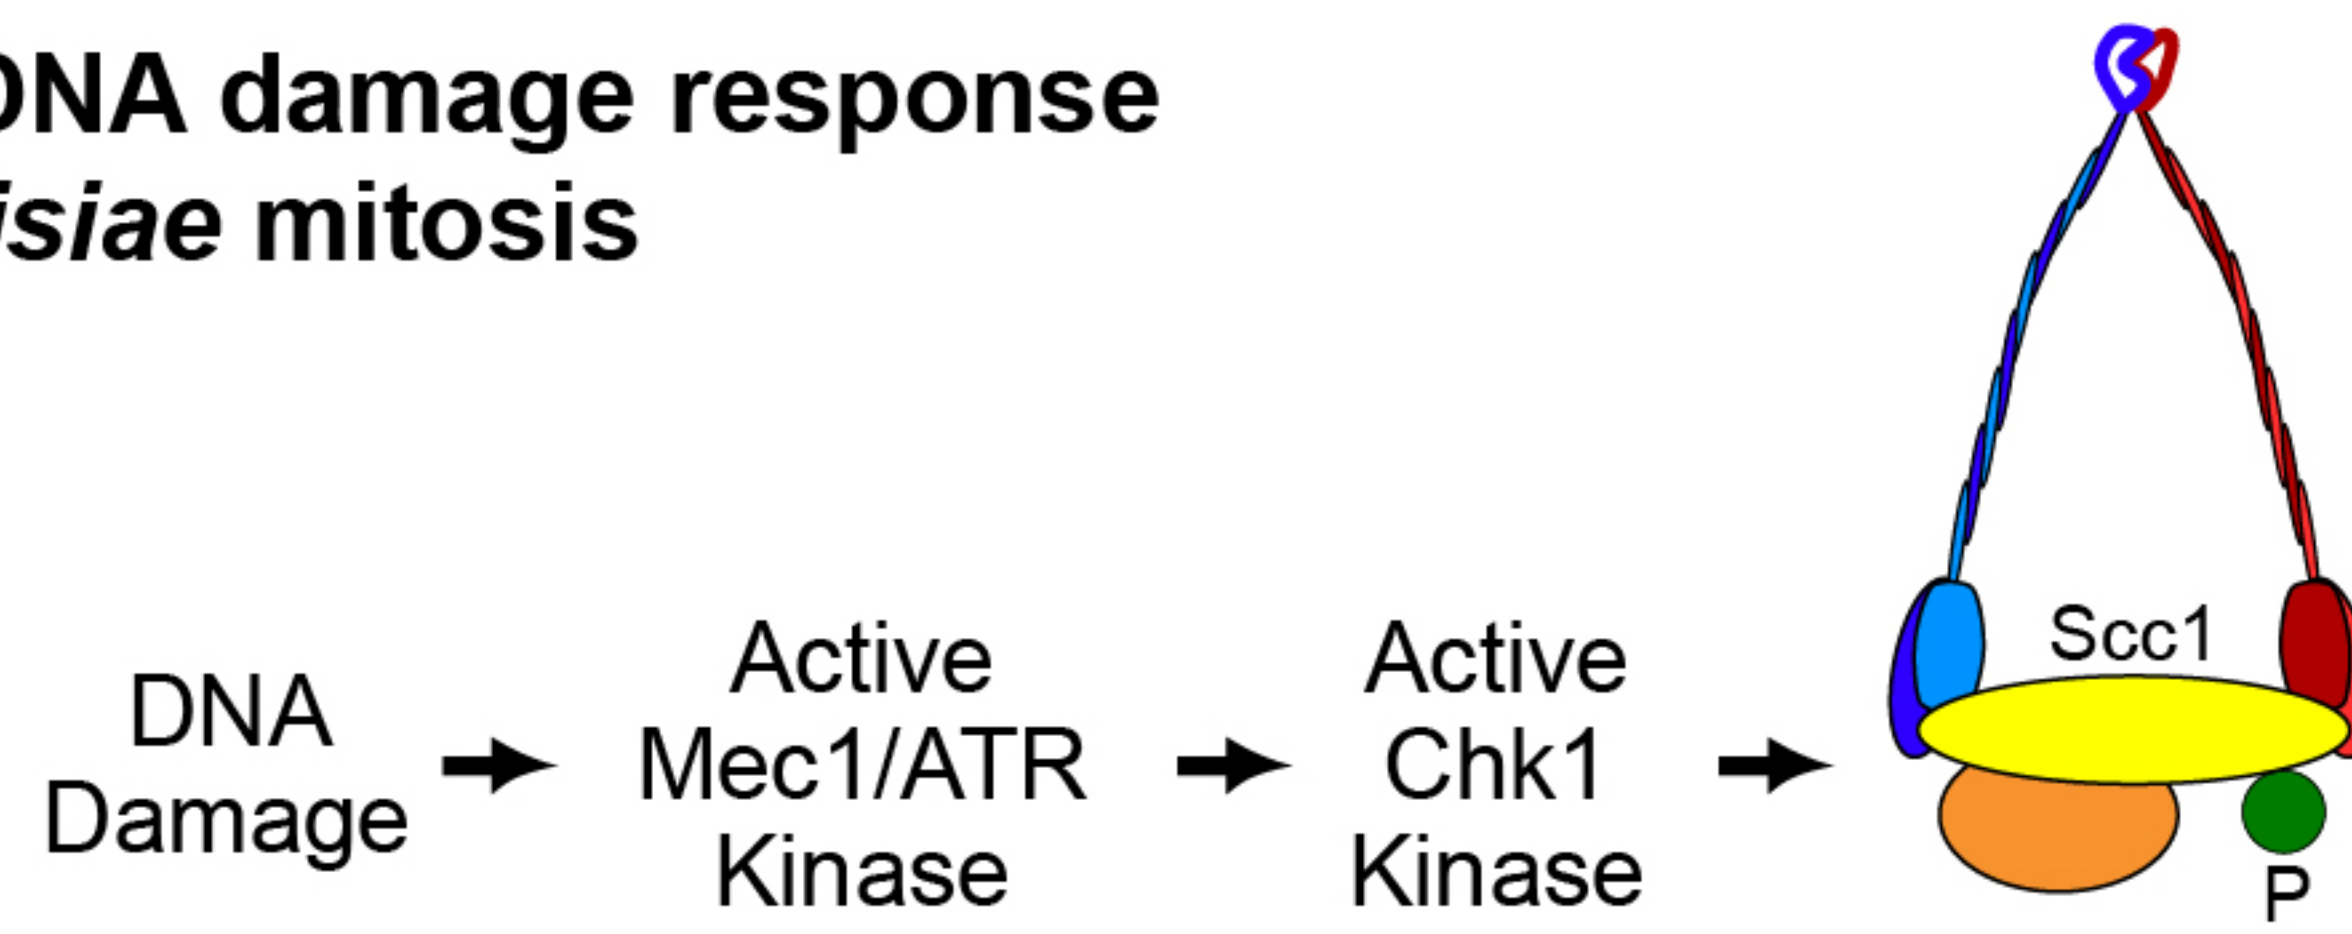 DNA damage response
isiae mitosis
DNA
Damage
Active
Mec1/ATR
Kinase
Active
Chk1
Kinase
Scc1
P